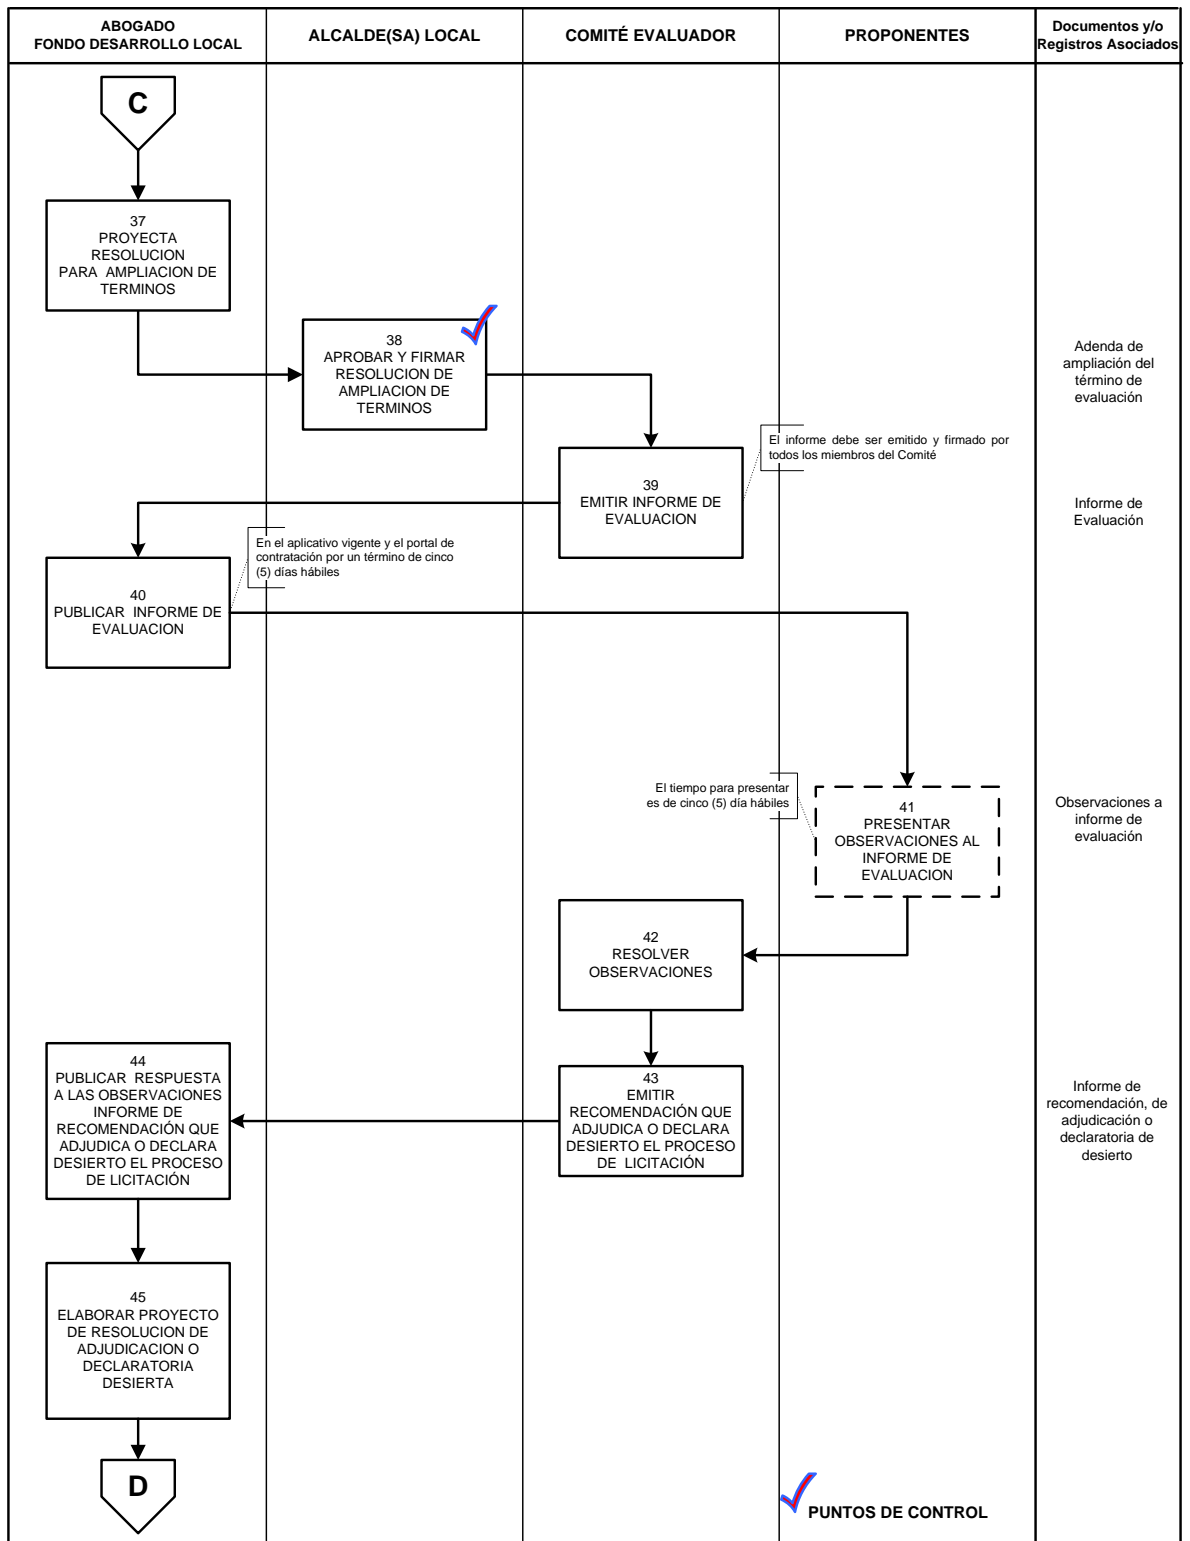 ABOGADO
FONDO DESARROLLO LOCAL
ALCALDE(SA) LOCAL
COMITÉ EVALUADOR
PROPONENTES
Documentos y/o
Registros Asociados
C
37
PROYECTA
RESOLUCION
PARA AMPLIACION DE
TERMINOS
38
APROBAR Y FIRMAR
RESOLUCION DE
AMPLIACION DE
TERMINOS
Adenda de
ampliación del
término de
evaluación
El informe debe ser emitido y firmado por
todos los miembros del Comité
39
EMITIR INFORME DE
EVALUACION
Informe de
Evaluación
En el aplicativo vigente y el portal de
contratación por un término de cinco
(5) días hábiles
40
PUBLICAR INFORME DE
EVALUACION
El tiempo para presentar
es de cinco (5) día hábiles
41
PRESENTAR
OBSERVACIONES AL
INFORME DE
EVALUACION
Observaciones a
informe de
evaluación
42
RESOLVER
OBSERVACIONES
43
EMITIR
RECOMENDACIÓN QUE
ADJUDICA O DECLARA
DESIERTO EL PROCESO
DE LICITACIÓN
44
PUBLICAR RESPUESTA
A LAS OBSERVACIONES
INFORME DE
RECOMENDACIÓN QUE
ADJUDICA O DECLARA
DESIERTO EL PROCESO
DE LICITACIÓN
Informe de
recomendación, de
adjudicación o
declaratoria de
desierto
45
ELABORAR PROYECTO
DE RESOLUCION DE
ADJUDICACION O
DECLARATORIA
DESIERTA
D
PUNTOS DE CONTROL